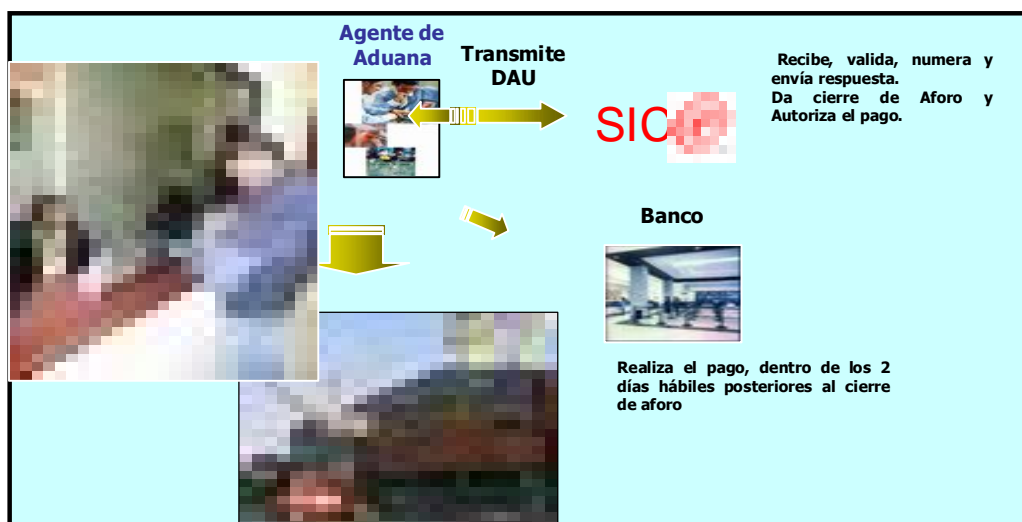 Agente de
Aduana
Transmite
DAU
Recibe, valida, numera y
envía respuesta.
Da cierre de Aforo y
Autoriza el pago.
Banco
Realiza el pago, dentro de los 2
días hábiles posteriores al cierre
de aforo